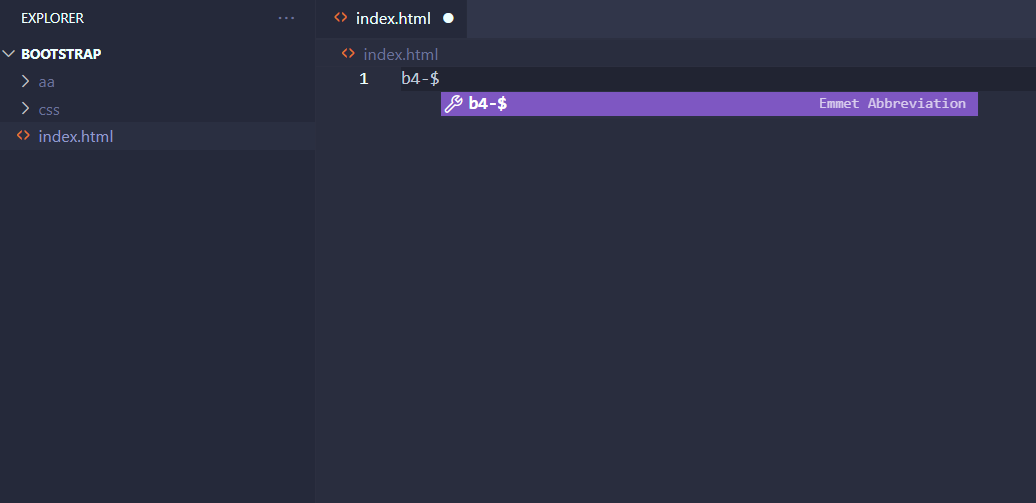 EXPLORER ···
BOOTSTRAP
aa
css
index.html
index.html
index.html
1 b4-$
b4-$ Emmet Abbreviation